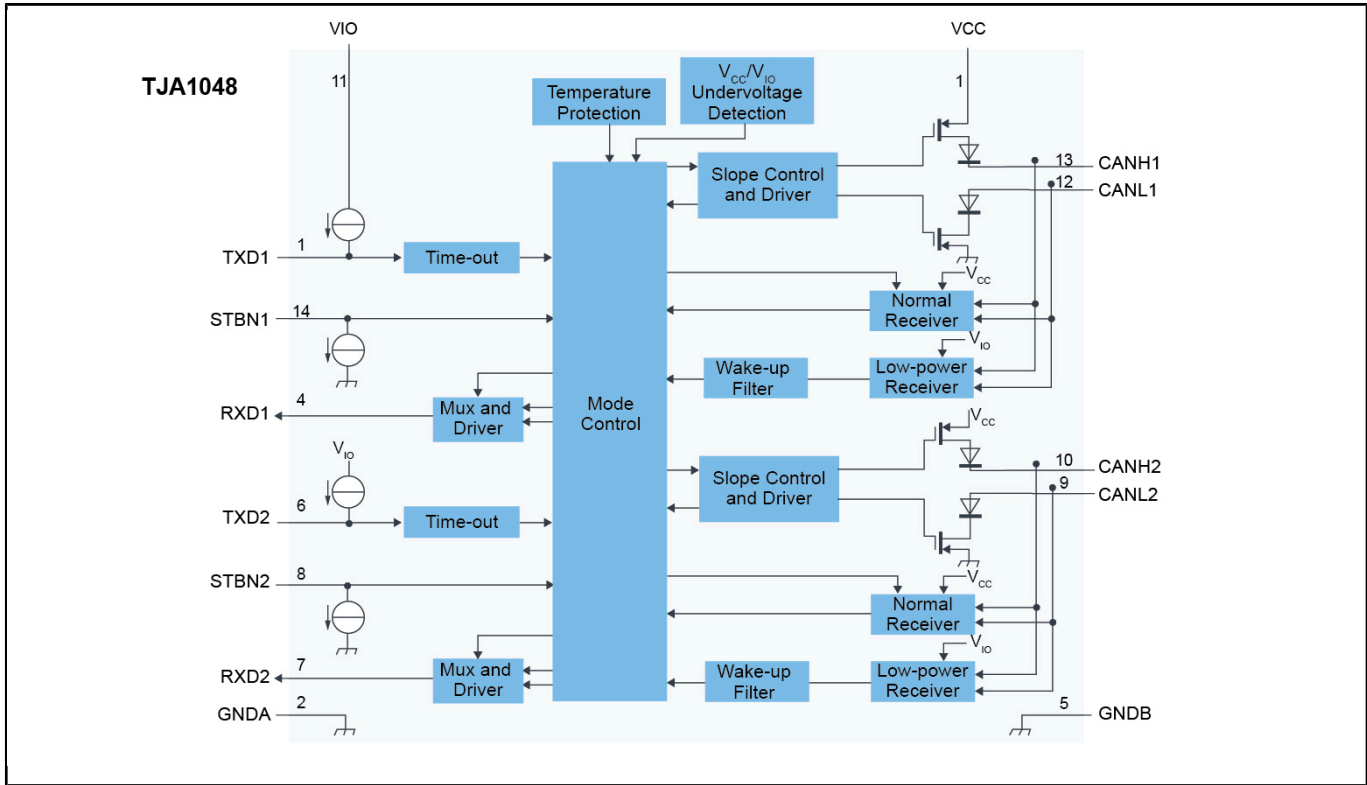 VIO
VCC
TJA1048
11
1
Temperature
Protection
VCC/VIO
Undervoltage
Detection
Slope Control
and Driver
13
CANH1
12
CANL1
TXD1
1
Time-out
VCC
Normal
Receiver
STBN1
14
VIO
Wake-up
Filter
Low-power
Receiver
RXD1
4
Mux and
Driver
Mode
Control
VCC
VIO
10
CANH2
Slope Control
and Driver
9
CANL2
TXD2
6
Time-out
STBN2
8
VCC
Normal
Receiver
VIO
RXD2
7
Mux and
Driver
Wake-up
Filter
Low-power
Receiver
GNDA
2
5
GNDB